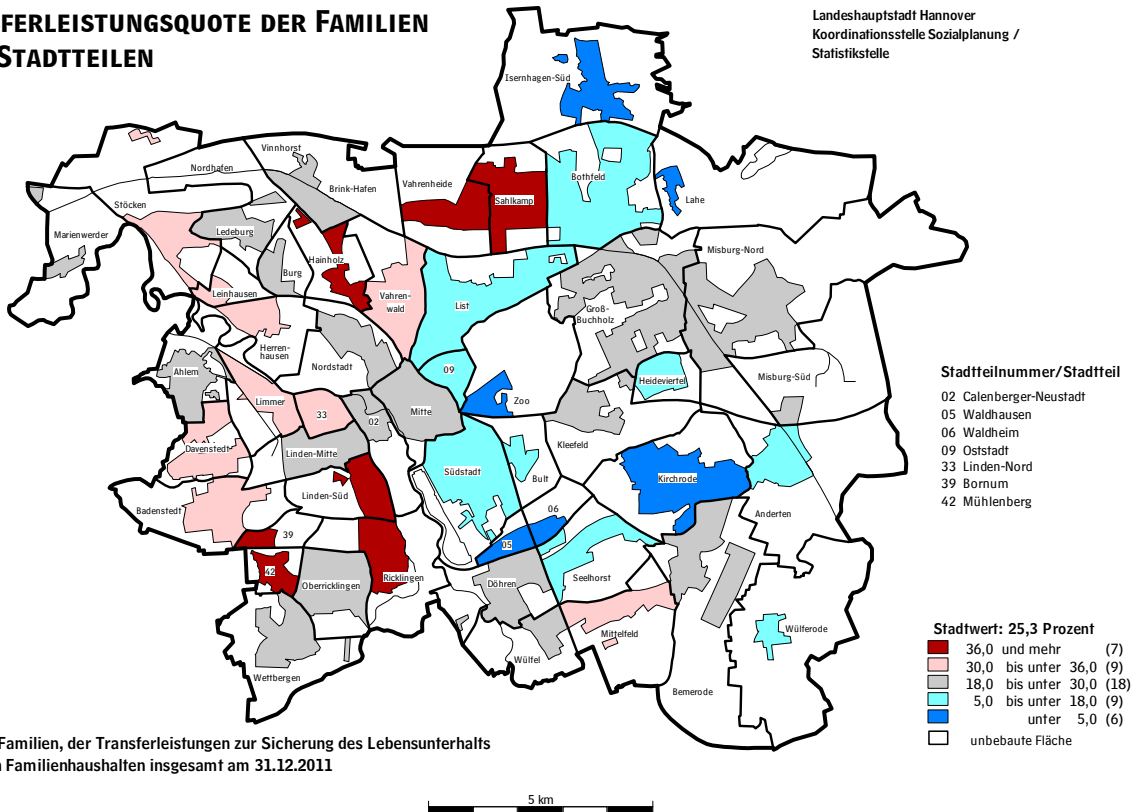 FERLEISTUNGSQUOTE DER FAMILIEN
STADTTEILEN
Landeshauptstadt Hannover
Koordinationsstelle Sozialplanung /
Statistikstelle
Isernhagen-Süd
Vinnhorst
Nordhafen
Brink-Hafen
Vahrenheide
Sahlkamp
Bothfeld
Lahe
Stöcken
Marienwerder
Ledeburg
Burg
Hainholz
Misburg-Nord
Leinhausen
Vahren-
wald
List
Groß-
Buchholz
Herren-
hausen
Nordstadt
Ahlem
09
Heideviertel
Misburg-Süd
Limmer
33
02
Mitte
Zoo
Davenstedt
Linden-Mitte
Kleefeld
Südstadt
Bult
Kirchrode
Linden-Süd
Badenstedt
06
Anderten
39
05
42
Oberricklingen
Ricklingen
Döhren
Seelhorst
Mittelfeld
Wülferode
Wülfel
Wettbergen
Bemerode
Stadtteilnummer/Stadtteil
02 Calenberger-Neustadt
05 Waldhausen
06 Waldheim
09 Oststadt
33 Linden-Nord
39 Bornum
42 Mühlenberg
Stadtwert: 25,3 Prozent
36,0 und mehr (7)
30,0 bis unter 36,0 (9)
18,0 bis unter 30,0 (18)
5,0 bis unter 18,0 (9)
unter 5,0 (6)
unbebaute Fläche
Familien, der Transferleistungen zur Sicherung des Lebensunterhalts
Familienhaushalten insgesamt am 31.12.2011
5 km